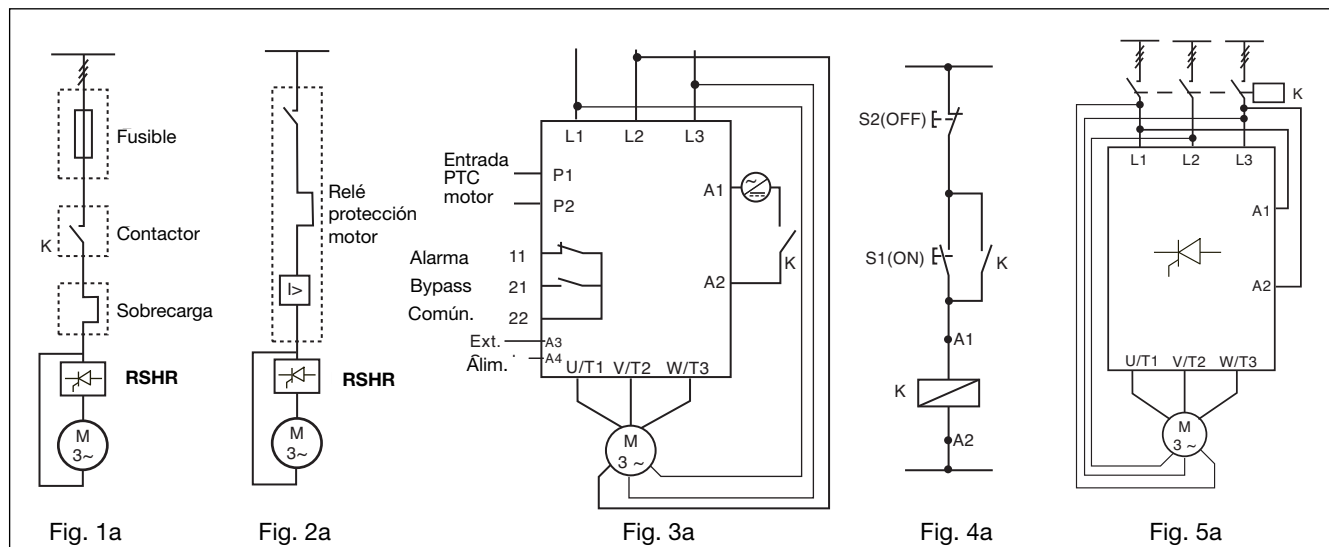 Fusible
K
Contactor
Sobrecarga
RSHR
M
3~
Fig. 1a
Relé
protección
motor
I>
RSHR
M
3~
Fig. 2a
L1 L2 L3
Entrada
PTC
motor
P1
P2
A1
A2
K
Alarma 11
Bypass 21
Común. 22
Ext. A3
Alim. A4
U/T1 V/T2 W/T3
M
3 ~
Fig. 3a
S2(OFF)
S1(ON)
K
A1
K
A2
Fig. 4a
K
L1 L2 L3
A1
A2
U/T1 V/T2 W/T3
M
3 ~
Fig. 5a